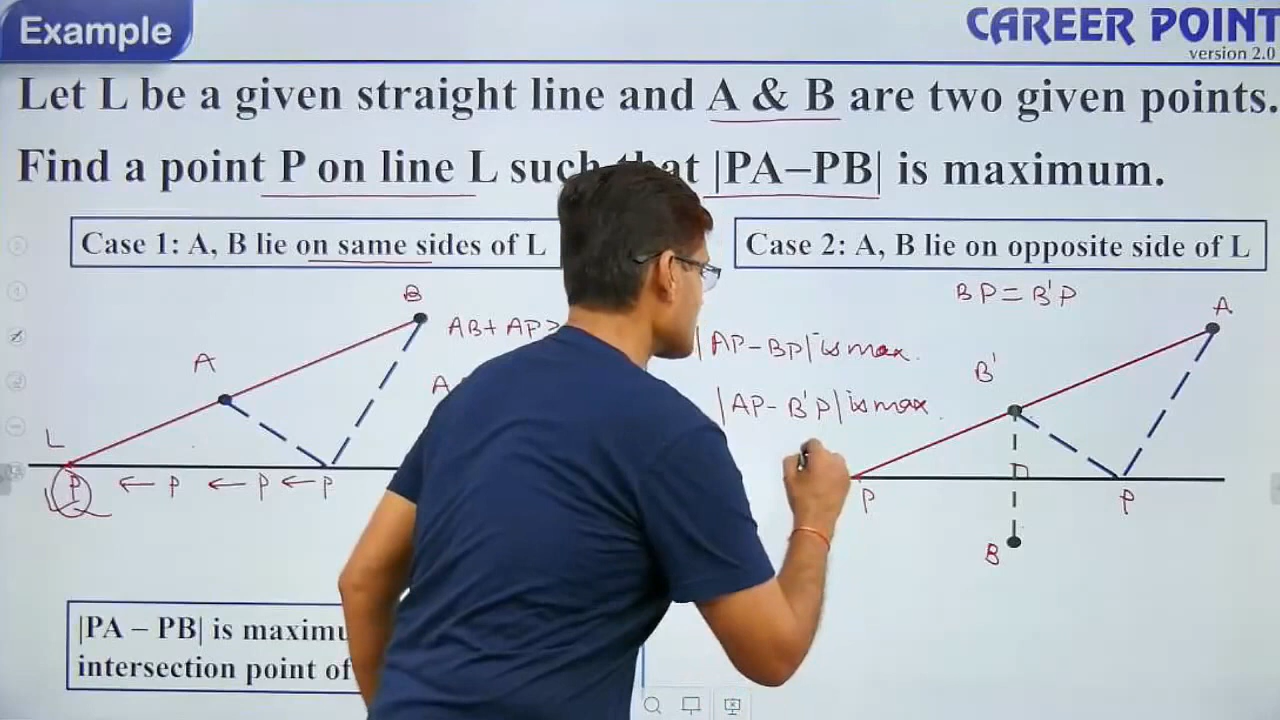 Example
CAREER POINT
version 2.0
Let L be a given straight line and A & B are two given points.
Find a point P on line L such that |PA–PB| is maximum.
Case 1: A, B lie on same sides of L
Case 2: A, B lie on opposite side of L
B
AB + AP >
A
A
L
P ← P ← P ← P
|PA – PB| is
intersection point of
BP = B'P
|AP - BP| is max.
|AP - B'P| is max.
A
B'
P
P
B